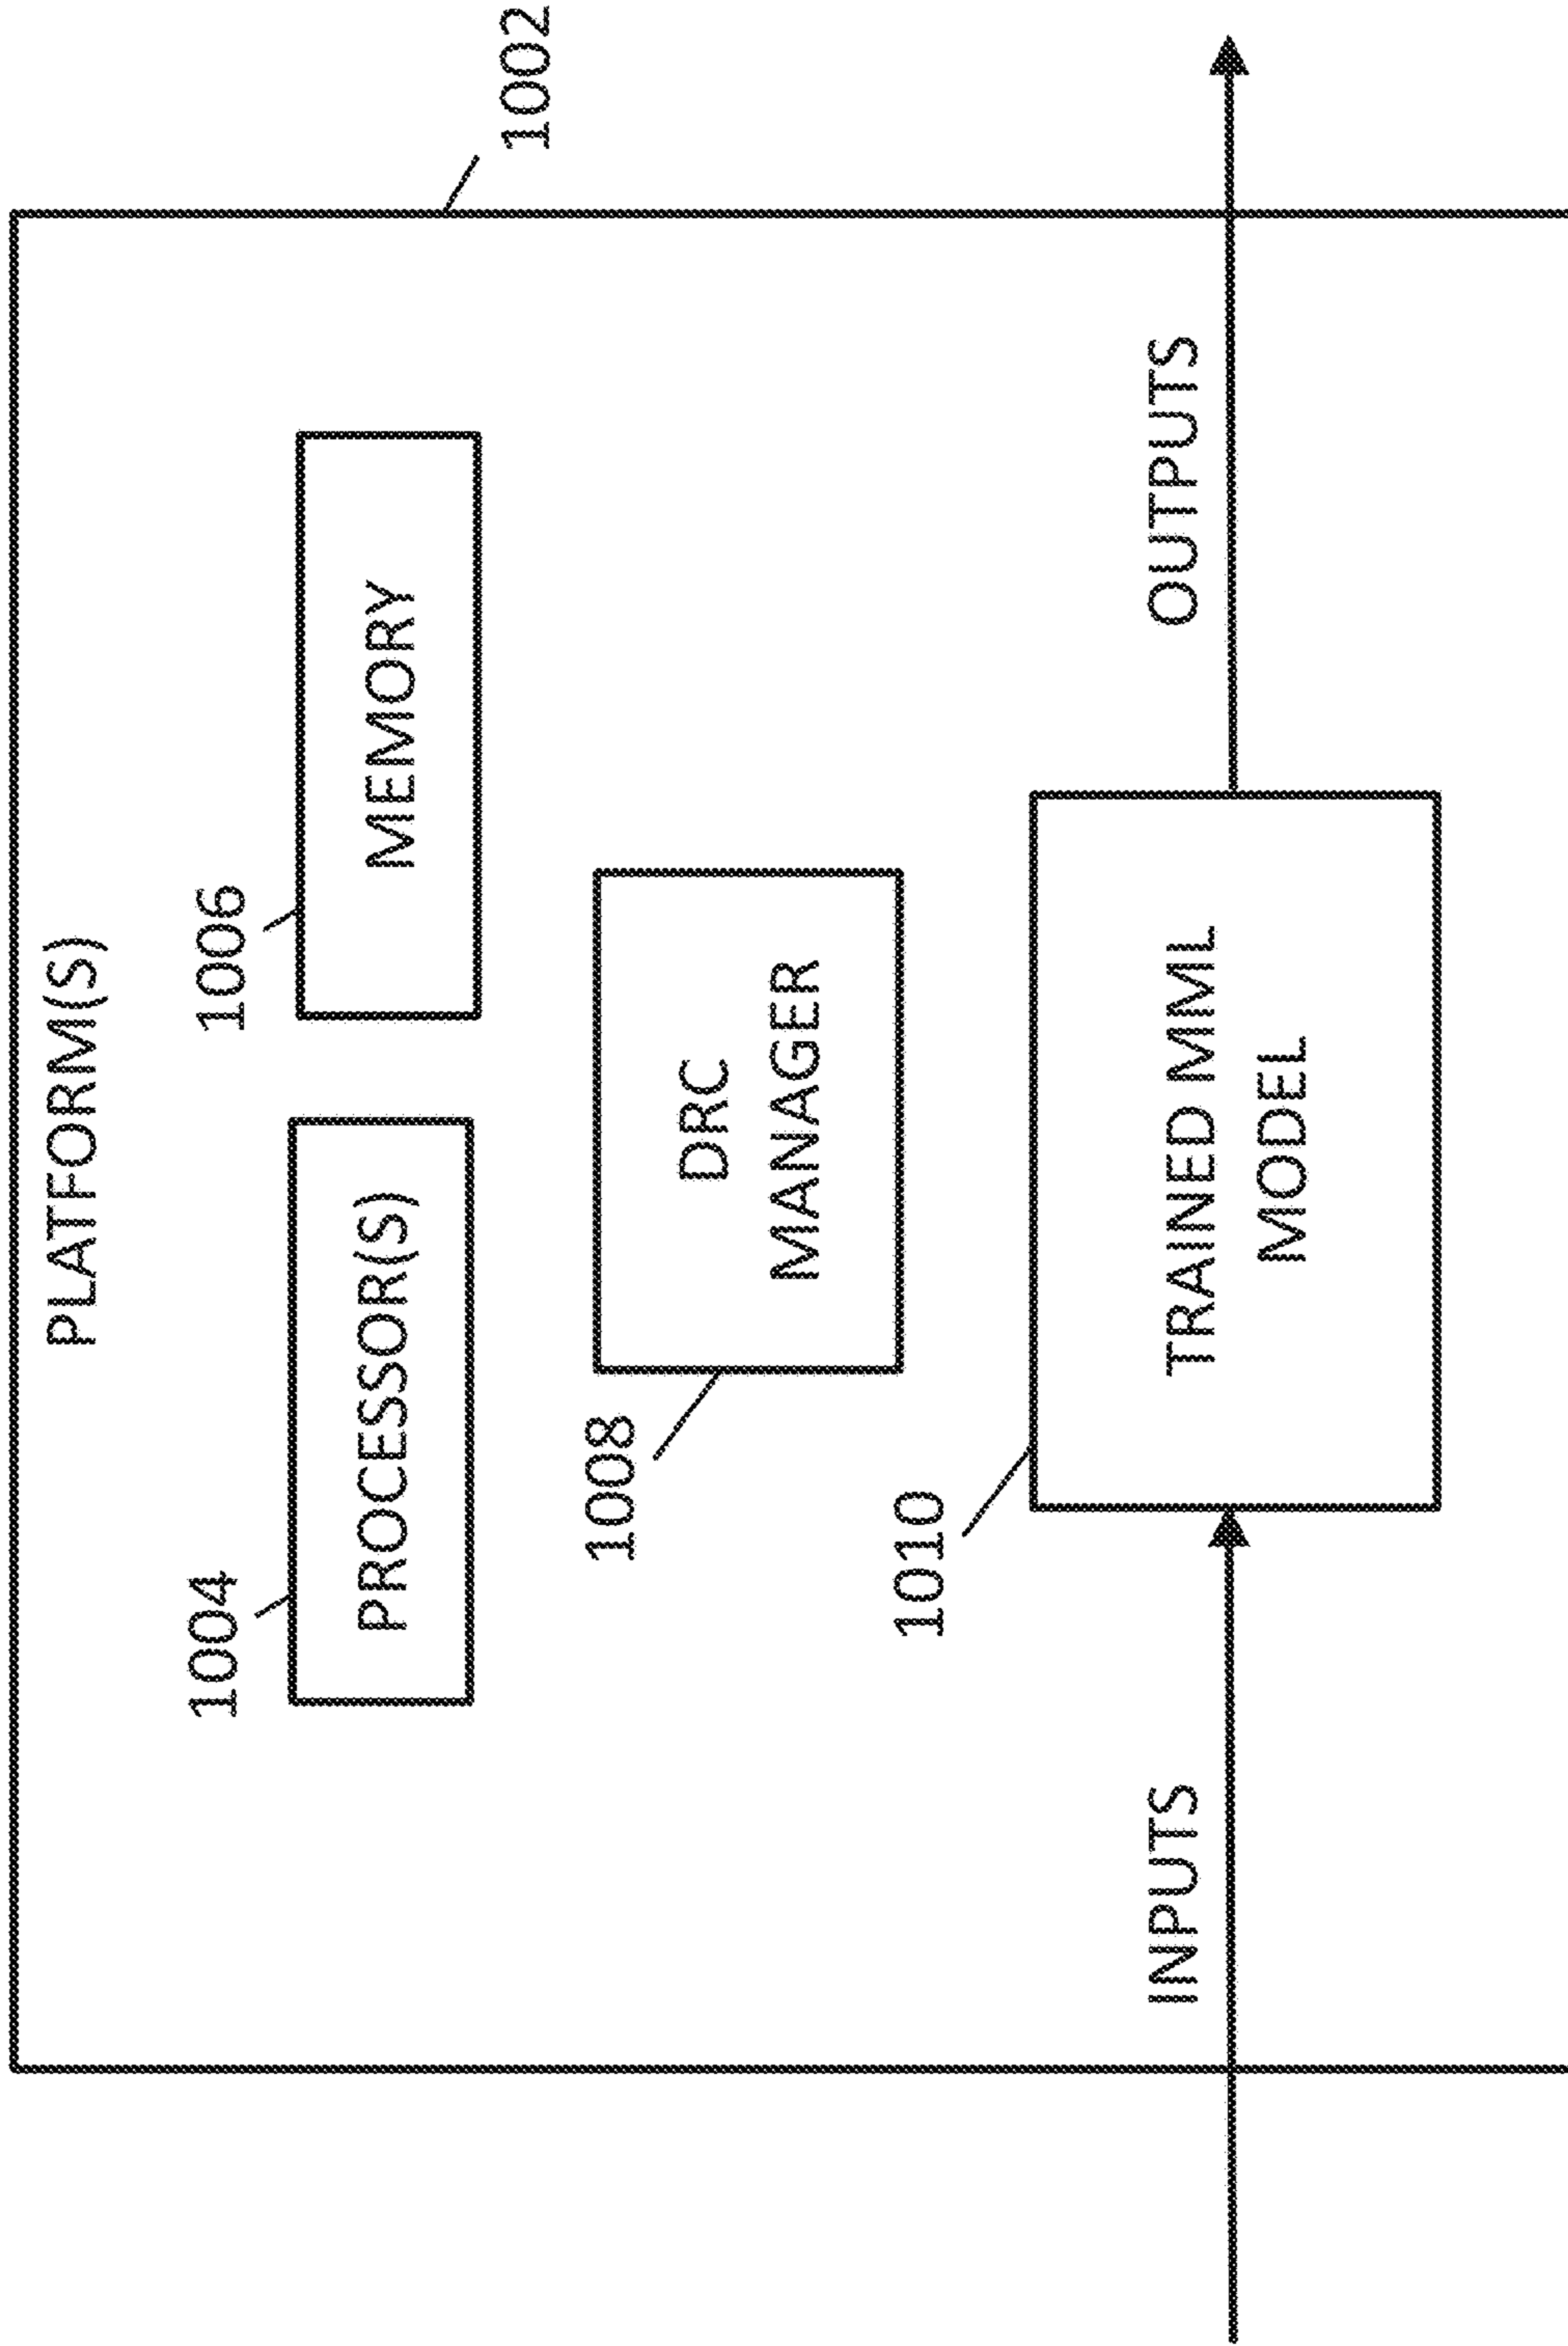 PLATFORM(S)
1002
1004
PROCESSOR(S)
1006
MEMORY
1008
DRC
MANAGER
1010
TRAINED MML
MODEL
INPUTS
OUTPUTS